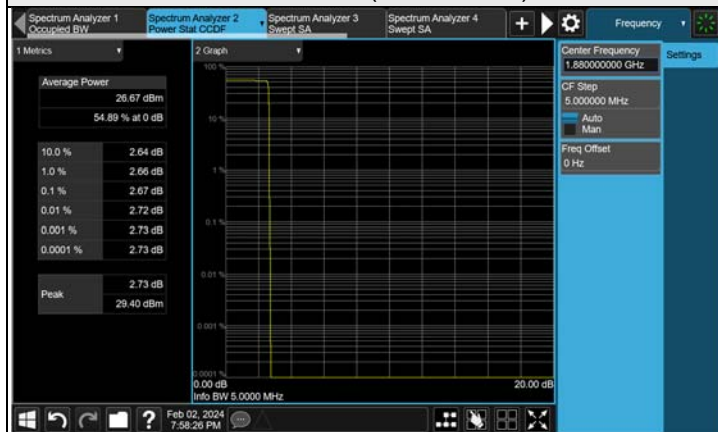 Spectrum Analyzer 1
Occupied BW
Spectrum Analyzer 2
Power Stat CCDF
Spectrum Analyzer 3
Swept SA
Spectrum Analyzer 4
Swept SA
Frequency
1 Metrics
Average Power
26.67 dBm
54.89 % at 0 dB
10.0 % 2.64 dB
1.0 % 2.66 dB
0.1 % 2.67 dB
0.01 % 2.72 dB
0.001 % 2.73 dB
0.0001 % 2.73 dB
Peak
2.73 dB
29.40 dBm
2 Graph
100 %
10 %
1 %
0.1 %
0.01 %
0.001 %
0.0001 %
0.00 dB 20.00 dB
Info BW 5.0000 MHz
Center Frequency
1.880000000 GHz
CF Step
5.000000 MHz
Auto
Man
Freq Offset
0 Hz
Settings
Feb 02, 2024
7:58:26 PM